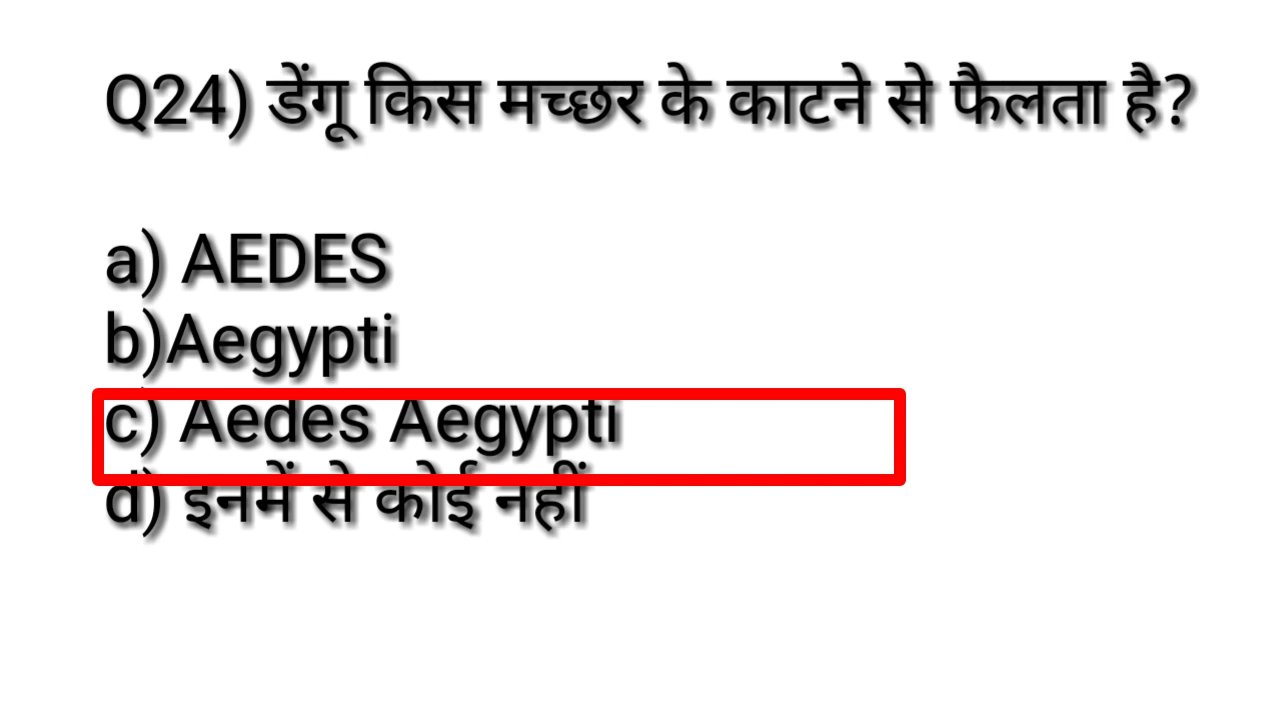 Q24) डेंगू किस मच्छर के काटने से फैलता है?
a) AEDES
b)Aegypti
c) Aedes Aegypti
d) इनमें से कोई नहीं